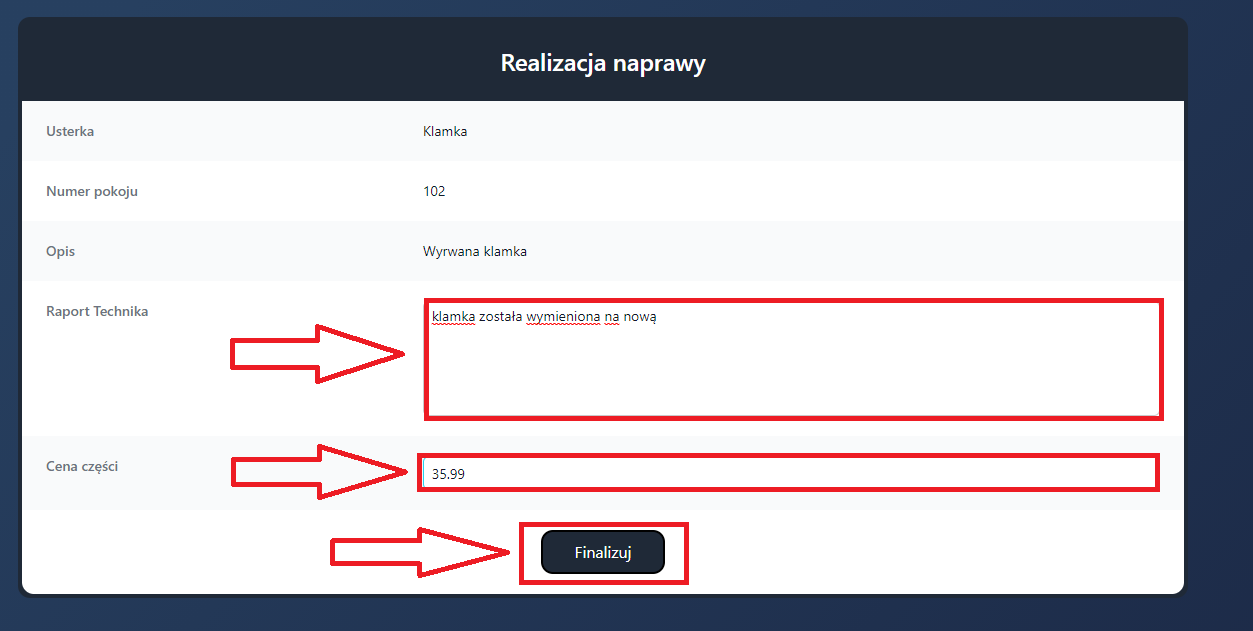 Realizacja naprawy
Usterka Klamka
Numer pokoju 102
Opis Wyrwana klamka
Raport Technika klamka została wymieniona na nową
Cena części 35.99
Finalizuj